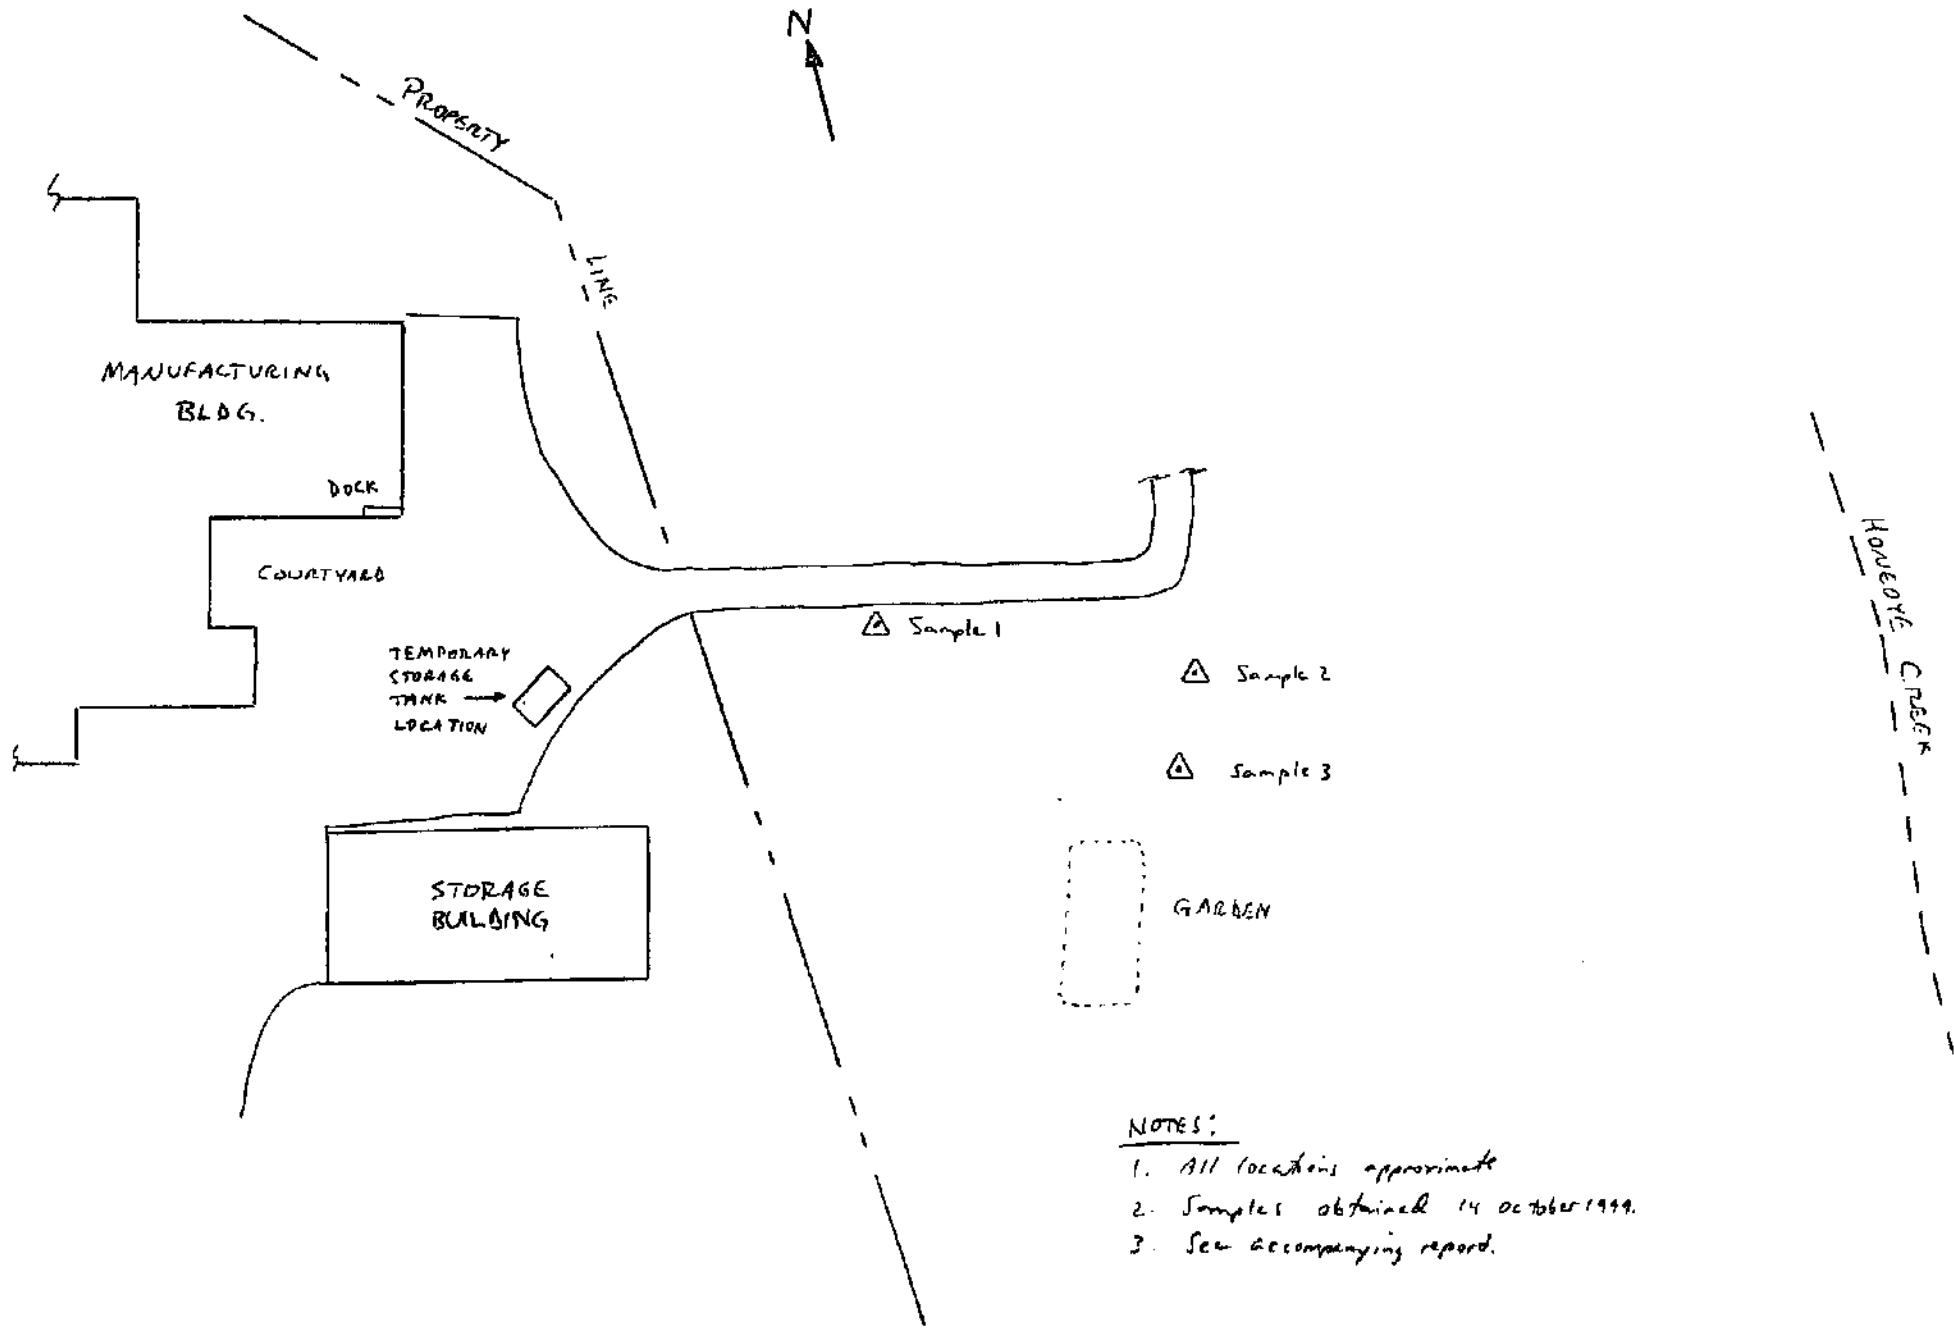 N
PROPERTY
LINE
MANUFACTURING
BLDG.
DOCK
COURTYARD
TEMPORARY
STORAGE
TANK
LOCATION
Sample 1
Sample 2
Sample 3
HONEOYE CREEK
STORAGE
BUILDING
GARDEN
NOTES:
1. All locations approximate
2. Samples obtained 14 October 1999.
3. See accompanying report.